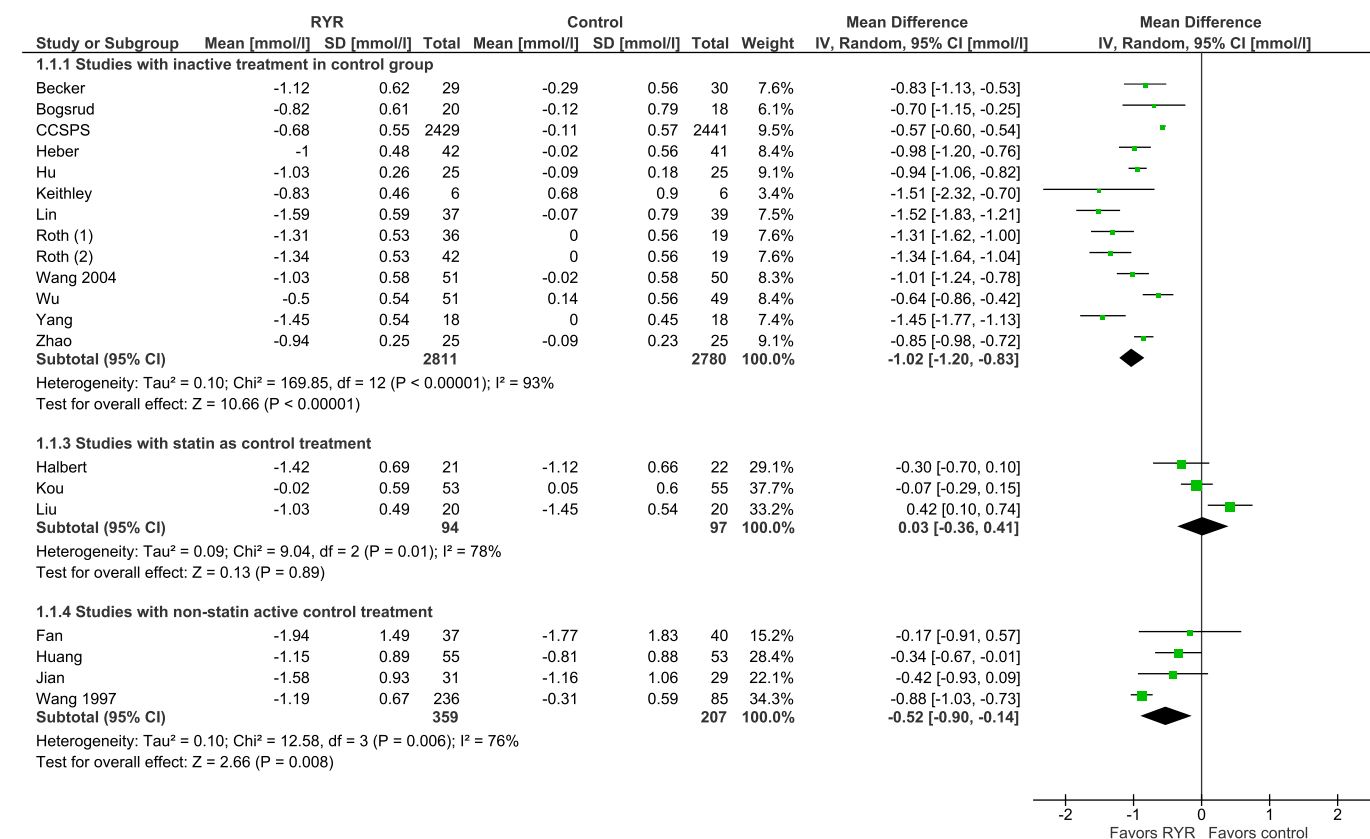 RYR Control Mean Difference Mean Difference
Study or Subgroup Mean [mmol/l] SD [mmol/l] Total Mean [mmol/l] SD [mmol/l] Total Weight IV, Random, 95% CI [mmol/l] IV, Random, 95% CI [mmol/l]
1.1.1 Studies with inactive treatment in control group
Becker -1.12 0.62 29 -0.29 0.56 30 7.6% -0.83 [-1.13, -0.53]
Bogsrud -0.82 0.61 20 -0.12 0.79 18 6.1% -0.70 [-1.15, -0.25]
CCSPS -0.68 0.55 2429 -0.11 0.57 2441 9.5% -0.57 [-0.60, -0.54]
Heber -1 0.48 42 -0.02 0.56 41 8.4% -0.98 [-1.20, -0.76]
Hu -1.03 0.26 25 -0.09 0.18 25 9.1% -0.94 [-1.06, -0.82]
Keithley -0.83 0.46 6 0.68 0.9 6 3.4% -1.51 [-2.32, -0.70]
Lin -1.59 0.59 37 -0.07 0.79 39 7.5% -1.52 [-1.83, -1.21]
Roth (1) -1.31 0.53 36 0 0.56 19 7.6% -1.31 [-1.62, -1.00]
Roth (2) -1.34 0.53 42 0 0.56 19 7.6% -1.34 [-1.64, -1.04]
Wang 2004 -1.03 0.58 51 -0.02 0.58 50 8.3% -1.01 [-1.24, -0.78]
Wu -0.5 0.54 51 0.14 0.56 49 8.4% -0.64 [-0.86, -0.42]
Yang -1.45 0.54 18 0 0.45 18 7.4% -1.45 [-1.77, -1.13]
Zhao -0.94 0.25 25 -0.09 0.23 25 9.1% -0.85 [-0.98, -0.72]
Subtotal (95% CI) 2811 2780 100.0% -1.02 [-1.20, -0.83]
Heterogeneity: Tau² = 0.10; Chi² = 169.85, df = 12 (P < 0.00001); I² = 93%
Test for overall effect: Z = 10.66 (P < 0.00001)
1.1.3 Studies with statin as control treatment
Halbert -1.42 0.69 21 -1.12 0.66 22 29.1% -0.30 [-0.70, 0.10]
Kou -0.02 0.59 53 0.05 0.6 55 37.7% -0.07 [-0.29, 0.15]
Liu -1.03 0.49 20 -1.45 0.54 20 33.2% 0.42 [0.10, 0.74]
Subtotal (95% CI) 94 97 100.0% 0.03 [-0.36, 0.41]
Heterogeneity: Tau² = 0.09; Chi² = 9.04, df = 2 (P = 0.01); I² = 78%
Test for overall effect: Z = 0.13 (P = 0.89)
1.1.4 Studies with non-statin active control treatment
Fan -1.94 1.49 37 -1.77 1.83 40 15.2% -0.17 [-0.91, 0.57]
Huang -1.15 0.89 55 -0.81 0.88 53 28.4% -0.34 [-0.67, -0.01]
Jian -1.58 0.93 31 -1.16 1.06 29 22.1% -0.42 [-0.93, 0.09]
Wang 1997 -1.19 0.67 236 -0.31 0.59 85 34.3% -0.88 [-1.03, -0.73]
Subtotal (95% CI) 359 207 100.0% -0.52 [-0.90, -0.14]
Heterogeneity: Tau² = 0.10; Chi² = 12.58, df = 3 (P = 0.006); I² = 76%
Test for overall effect: Z = 2.66 (P = 0.008)
-2 -1 0 1 2
Favors RYR Favors control